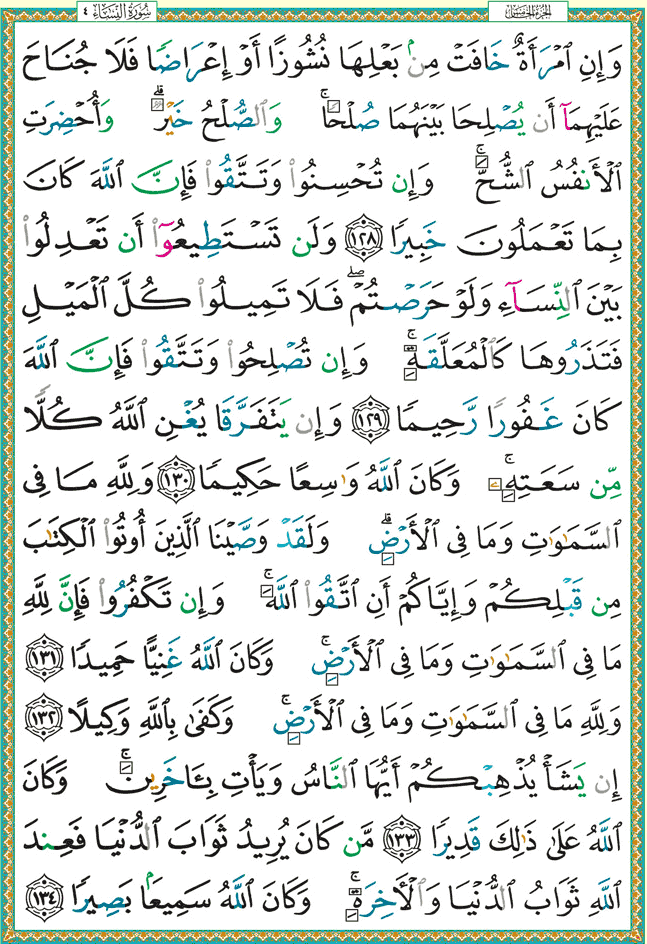 سُورَةُ النِّسَاءِ ٤
الجزء الخامس
وَإِنِ ٱمْرَأَةٌ خَافَتْ مِنۢ بَعْلِهَا نُشُوزًا أَوْ إِعْرَاضًا فَلَا جُنَاحَ
عَلَيْهِمَآ أَن يُصْلِحَا بَيْنَهُمَا صُلْحًاۚ وَٱلصُّلْحُ خَيْرٌۗ وَأُحْضِرَتِ
ٱلْأَنفُسُ ٱلشُّحَّۚ وَإِن تُحْسِنُوا۟ وَتَتَّقُوا۟ فَإِنَّ ٱللَّهَ كَانَ
بِمَا تَعْمَلُونَ خَبِيرًا ١٢٨ وَلَن تَسْتَطِيعُوٓا۟ أَن تَعْدِلُوا۟
بَيْنَ ٱلنِّسَآءِ وَلَوْ حَرَصْتُمْۖ فَلَا تَمِيلُوا۟ كُلَّ ٱلْمَيْلِ
فَتَذَرُوهَا كَٱلْمُعَلَّقَةِۚ وَإِن تُصْلِحُوا۟ وَتَتَّقُوا۟ فَإِنَّ ٱللَّهَ
كَانَ غَفُورًا رَّحِيمًا ١٢٩ وَإِن يَتَفَرَّقَا يُغْنِ ٱللَّهُ كُلًّا
مِّن سَعَتِهِۦۚ وَكَانَ ٱللَّهُ وَٰسِعًا حَكِيمًا ١٣٠ وَلِلَّهِ مَا فِى
ٱلسَّمَٰوَٰتِ وَمَا فِى ٱلْأَرْضِۗ وَلَقَدْ وَصَّيْنَا ٱلَّذِينَ أُوتُوا۟ ٱلْكِتَٰبَ
مِن قَبْلِكُمْ وَإِيَّاكُمْ أَنِ ٱتَّقُوا۟ ٱللَّهَۚ وَإِن تَكْفُرُوا۟ فَإِنَّ لِلَّهِ
مَا فِى ٱلسَّمَٰوَٰتِ وَمَا فِى ٱلْأَرْضِۚ وَكَانَ ٱللَّهُ غَنِيًّا حَمِيدًا ١٣١
وَلِلَّهِ مَا فِى ٱلسَّمَٰوَٰتِ وَمَا فِى ٱلْأَرْضِۚ وَكَفَىٰ بِٱللَّهِ وَكِيلًا ١٣٢
إِن يَشَأْ يُذْهِبْكُمْ أَيُّهَا ٱلنَّاسُ وَيَأْتِ بِـَٔاخَرِينَۚ وَكَانَ
ٱللَّهُ عَلَىٰ ذَٰلِكَ قَدِيرًا ١٣٣ مَّن كَانَ يُرِيدُ ثَوَابَ ٱلدُّنْيَا فَعِندَ
ٱللَّهِ ثَوَابُ ٱلدُّنْيَا وَٱلْأَخِرَةِۚ وَكَانَ ٱللَّهُ سَمِيعًۢا بَصِيرًا ١٣٤